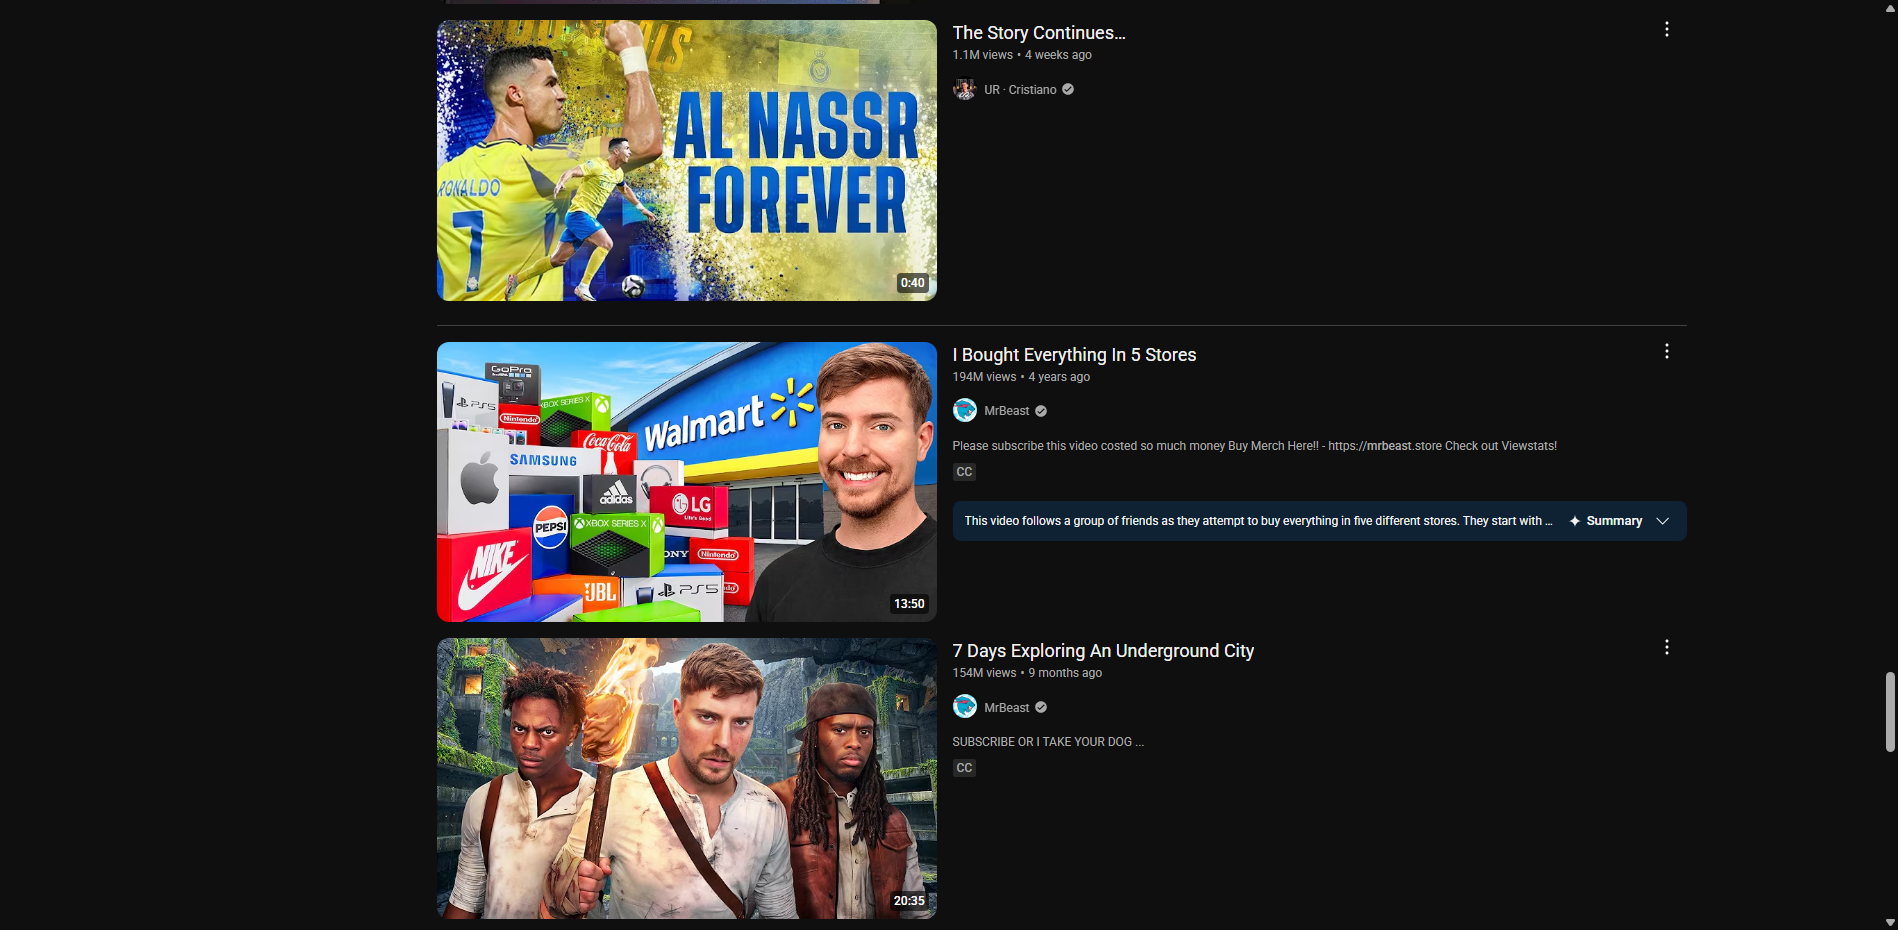 AL NASSR
FOREVER
RONALDO
7
0:40
The Story Continues...
1.1M views • 4 weeks ago
UR · Cristiano
GoPro
PS5
Nintendo
XBOX SERIES X
Coca-Cola
Walmart
SAMSUNG
adidas
LG
Life's Good
PEPSI
XBOX SERIES X
SONY
Nintendo
NIKE
JBL
PS5
13:50
I Bought Everything In 5 Stores
194M views • 4 years ago
MrBeast
Please subscribe this video costed so much money Buy Merch Here!! - https://mrbeast.store Check out Viewstats!
CC
This video follows a group of friends as they attempt to buy everything in five different stores. They start with ...
Summary
20:35
7 Days Exploring An Underground City
154M views • 9 months ago
MrBeast
SUBSCRIBE OR I TAKE YOUR DOG ...
CC